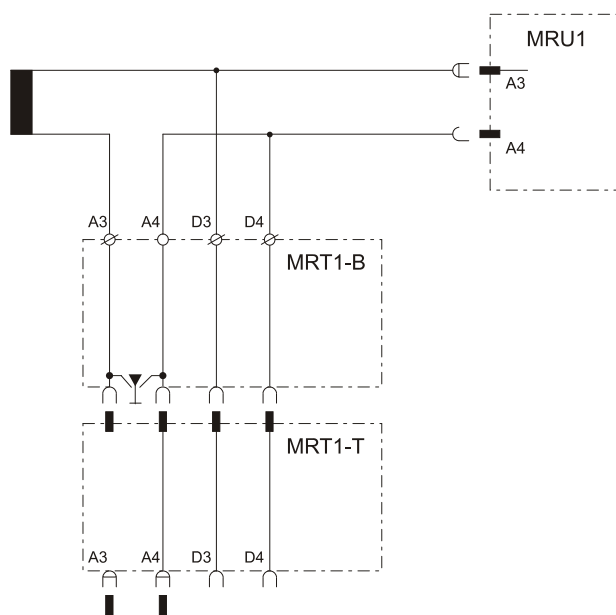 MRU1
A3
A4
A3 A4 D3 D4
MRT1-B
MRT1-T
A3 A4 D3 D4